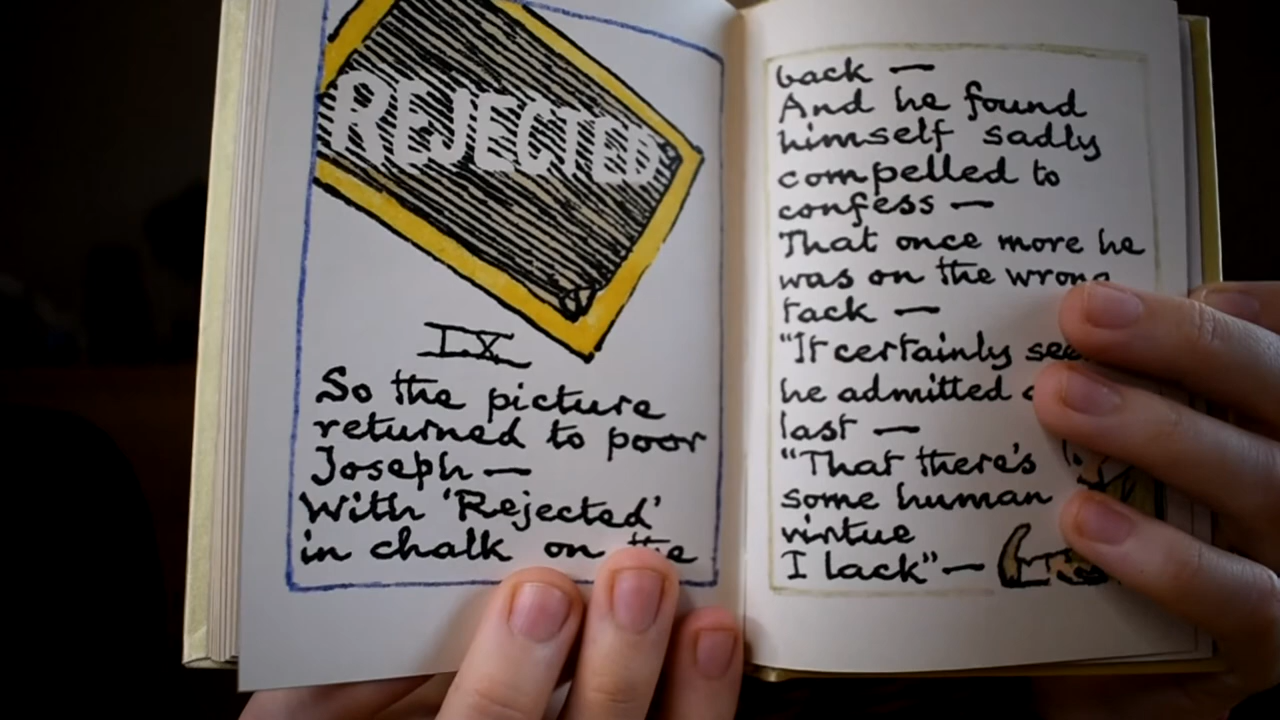 REJECTED
IX
So the picture
returned to poor
Joseph —
With 'Rejected'
in chalk on the
back —
And he found
himself sadly
compelled to
confess —
That once more he
was on the wrong
tack —
"It certainly
he admitted
last —
"That there's
some human
virtue
I lack" —